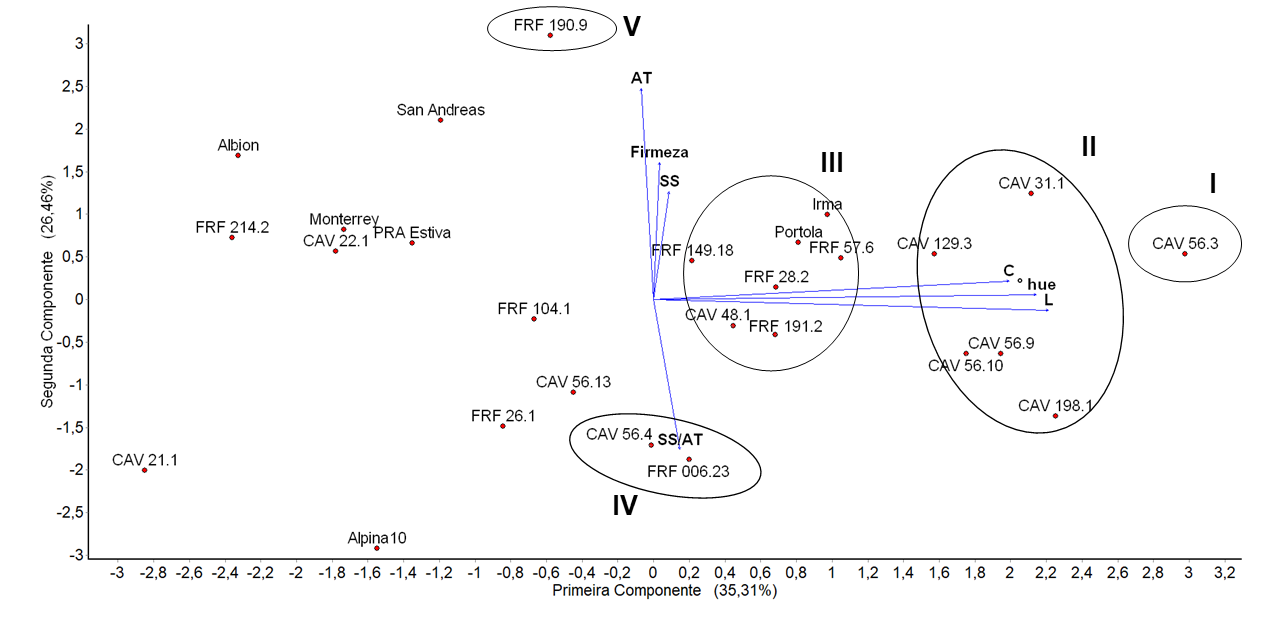 FRF 190.9
V
3
AT
2,5
San Andreas
2
Albion
Firmeza
III
II
1,5
SS
CAV 31.1
I
Irma
1
FRF 214.2
Monterrey
PRA Estiva
Portola
CAV 22.1
FRF 149.18
FRF 57.6
CAV 129.3
CAV 56.3
0,5
FRF 28.2
C
hue
L
0
FRF 104.1
CAV 48.1
FRF 191.2
-0,5
CAV 56.9
CAV 56.10
-1
CAV 56.13
FRF 26.1
CAV 198.1
-1,5
CAV 56.4
SS/AT
CAV 21.1
FRF 006.23
-2
IV
-2,5
Alpina10
-3
Segunda Componente (26,46%)
-3 -2,8 -2,6 -2,4 -2,2 -2 -1,8 -1,6 -1,4 -1,2 -1 -0,8 -0,6 -0,4 -0,2 0 0,2 0,4 0,6 0,8 1 1,2 1,4 1,6 1,8 2 2,2 2,4 2,6 2,8 3 3,2
Primeira Componente (35,31%)